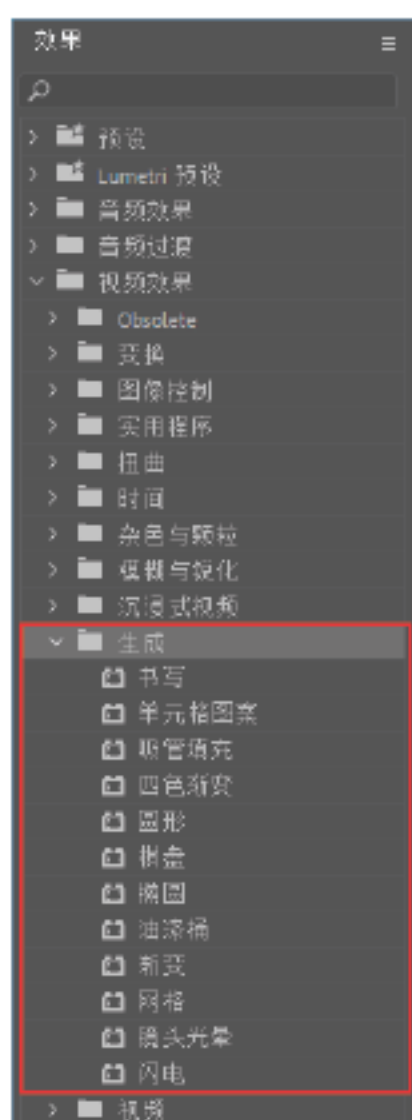 效果
预设
Lumetri 预设
音频效果
音频过渡
视频效果
Obsolete
变换
图像控制
实用程序
扭曲
时间
杂色与颗粒
模糊与锐化
沉浸式视频
生成
书写
单元格图案
吸管填充
四色渐变
圆形
棋盘
椭圆
油漆桶
渐变
网格
镜头光晕
闪电
视频